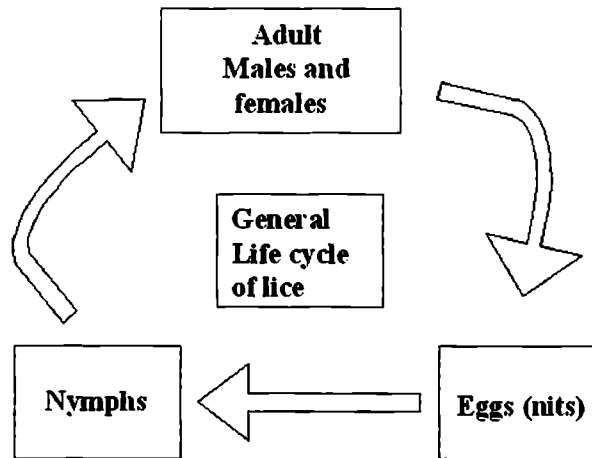 Adult
Males and
females
General
Life cycle
of lice
Nymphs
Eggs (nits)